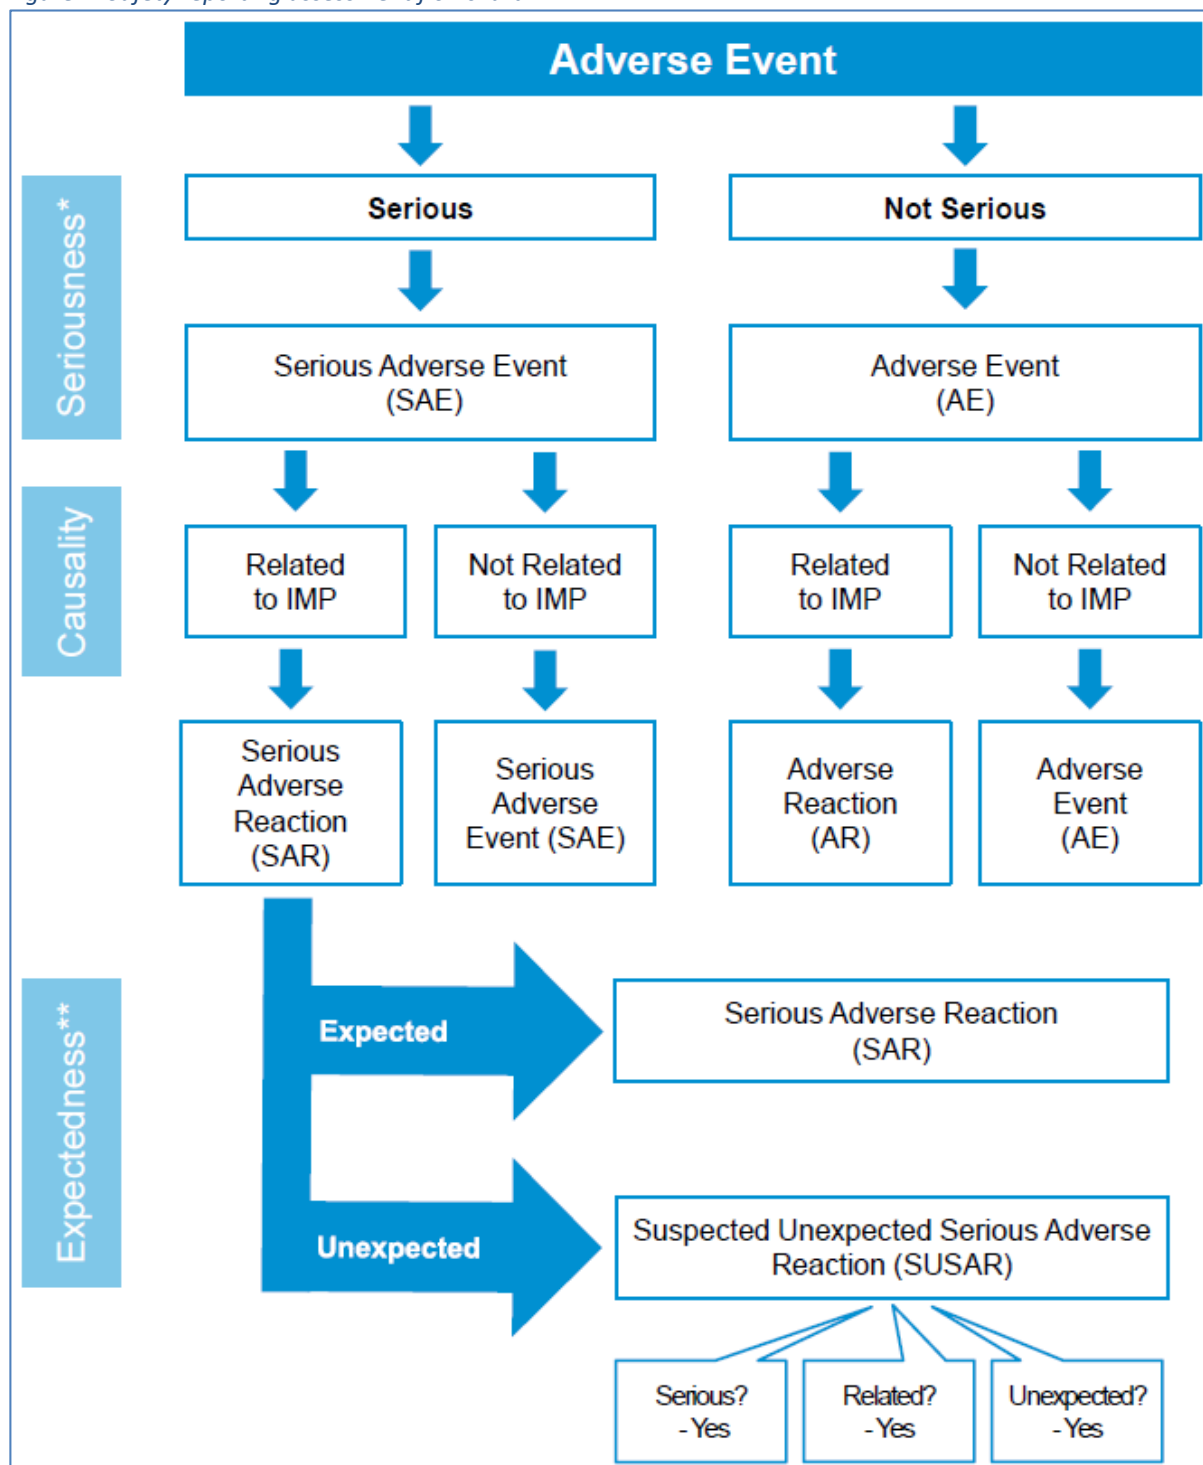 Adverse Event
Seriousness*
Serious
Not Serious
Serious Adverse Event
(SAE)
Adverse Event
(AE)
Causality
Related
to IMP
Not Related
to IMP
Related
to IMP
Not Related
to IMP
Serious
Adverse
Reaction
(SAR)
Serious
Adverse
Event (SAE)
Adverse
Reaction
(AR)
Adverse
Event
(AE)
Expectedness**
Expected
Serious Adverse Reaction
(SAR)
Unexpected
Suspected Unexpected Serious Adverse
Reaction (SUSAR)
Serious?
- Yes
Related?
- Yes
Unexpected?
- Yes